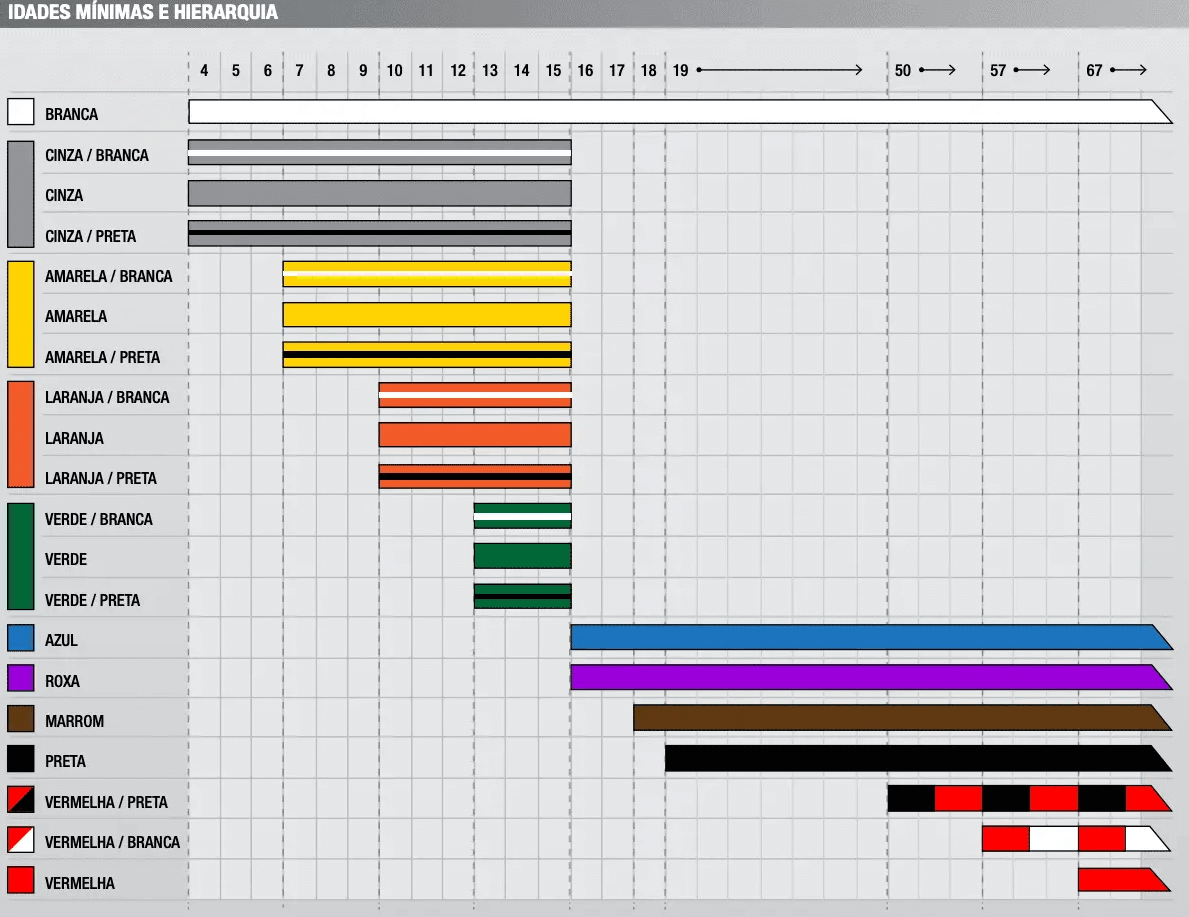 IDADES MÍNIMAS E HIERARQUIA
4 5 6 7 8 9 10 11 12 13 14 15 16 17 18 19 50 57 67
BRANCA
CINZA / BRANCA
CINZA
CINZA / PRETA
AMARELA / BRANCA
AMARELA
AMARELA / PRETA
LARANJA / BRANCA
LARANJA
LARANJA / PRETA
VERDE / BRANCA
VERDE
VERDE / PRETA
AZUL
ROXA
MARROM
PRETA
VERMELHA / PRETA
VERMELHA / BRANCA
VERMELHA